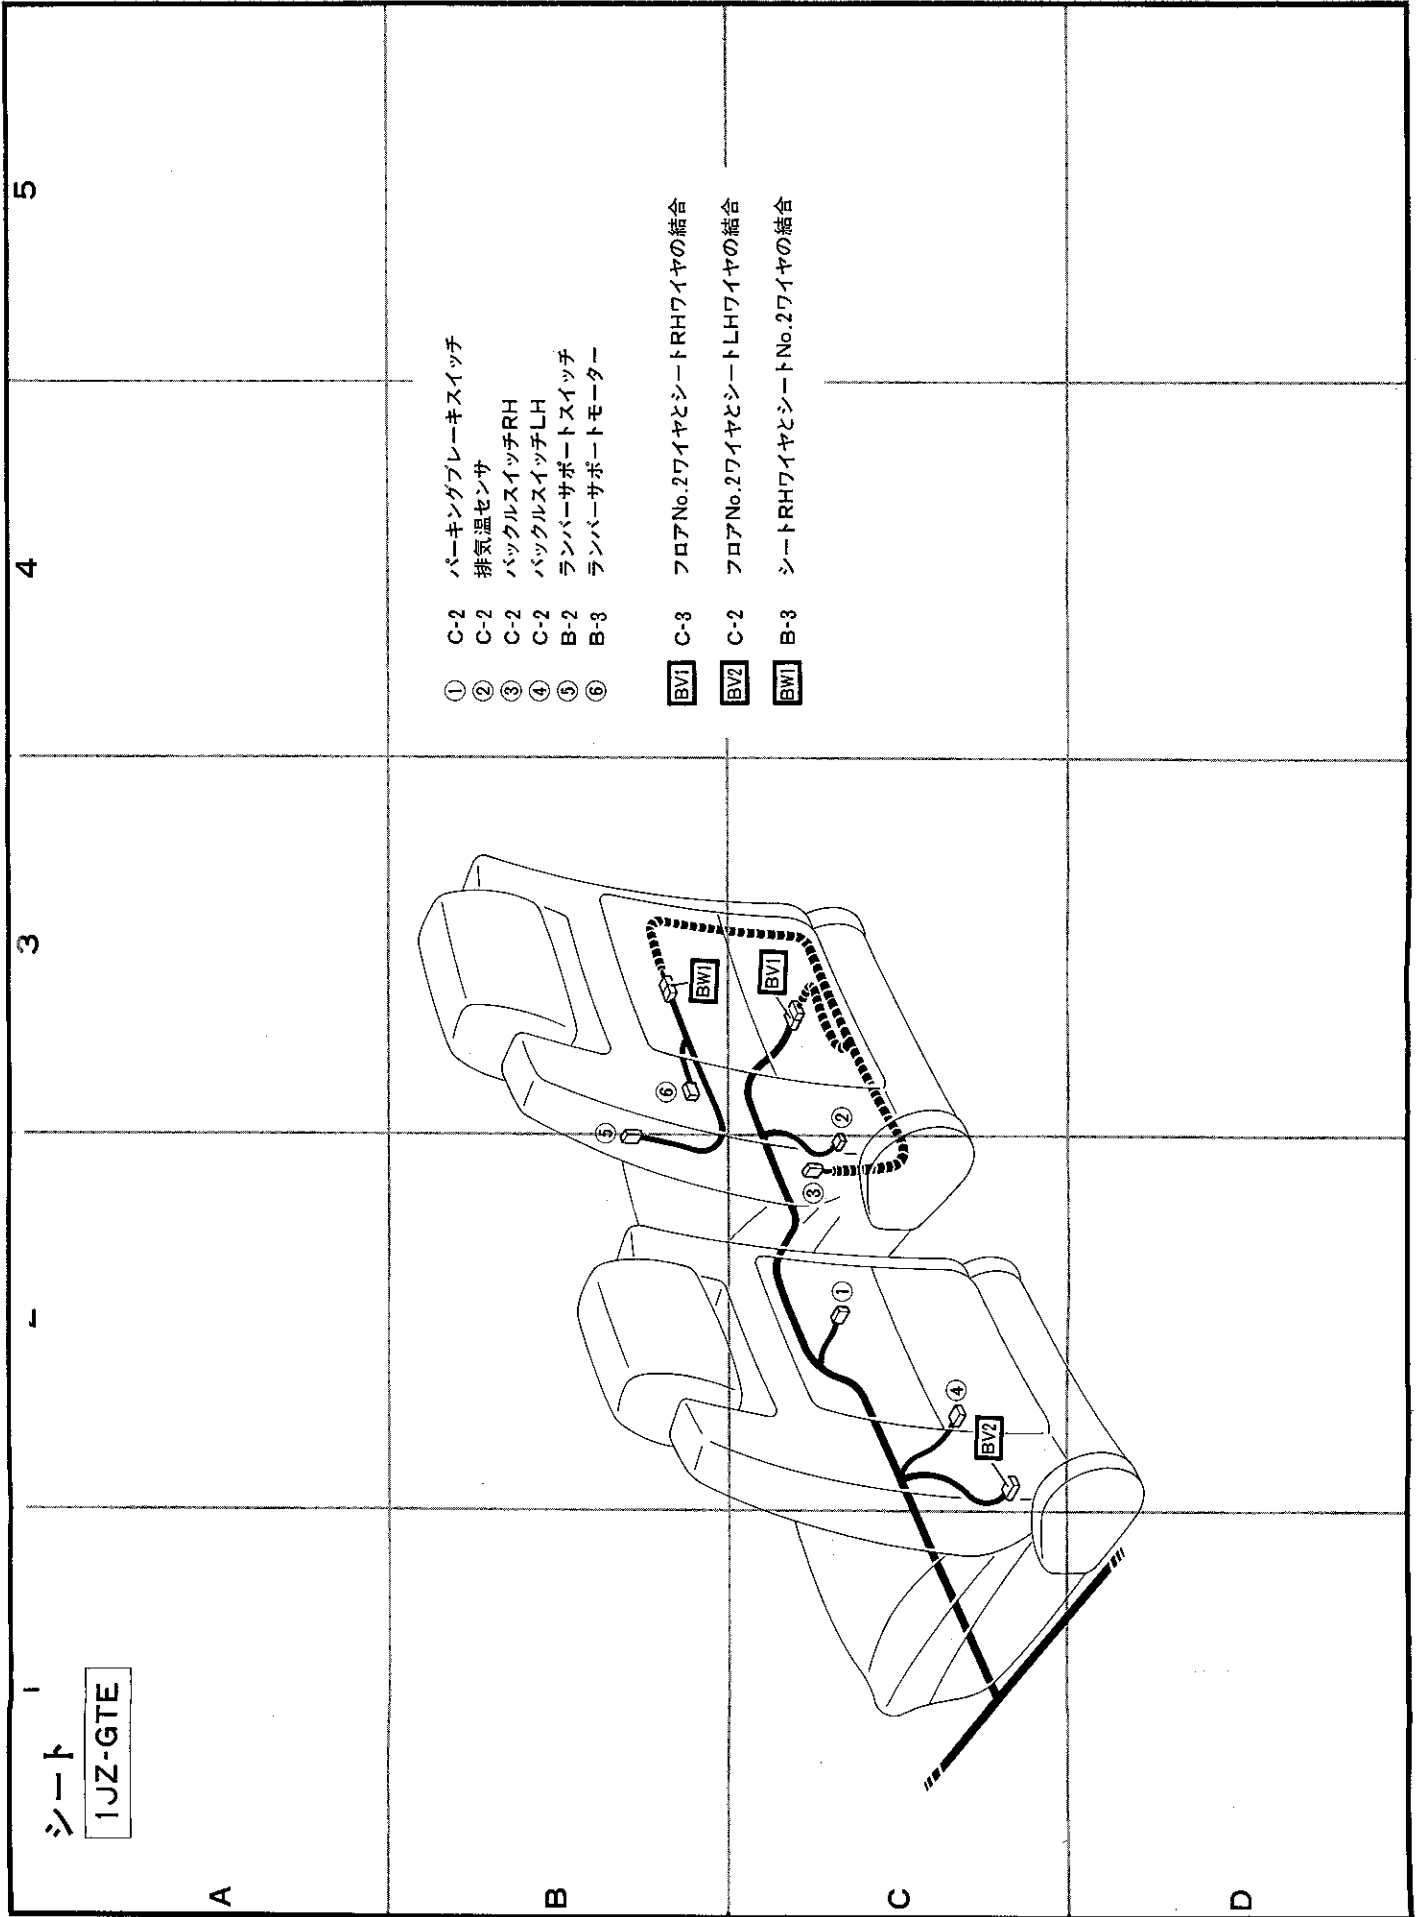 シート
1JZ-GTE
1
3
4
5
A
B
C
D
① C-2 パーキングブレーキスイッチ
② C-2 排気温センサ
③ C-2 バックルスイッチRH
④ C-2 バックルスイッチLH
⑤ B-2 ランバーサポートスイッチ
⑥ B-3 ランバーサポートモーター
BV1 C-3 フロアNo.2ワイヤとシートRHワイヤの結合
BV2 C-2 フロアNo.2ワイヤとシートLHワイヤの結合
BW1 B-3 シートRHワイヤとシートNo.2ワイヤの結合
⑤
⑥
BW1
BV1
②
③
①
④
BV2